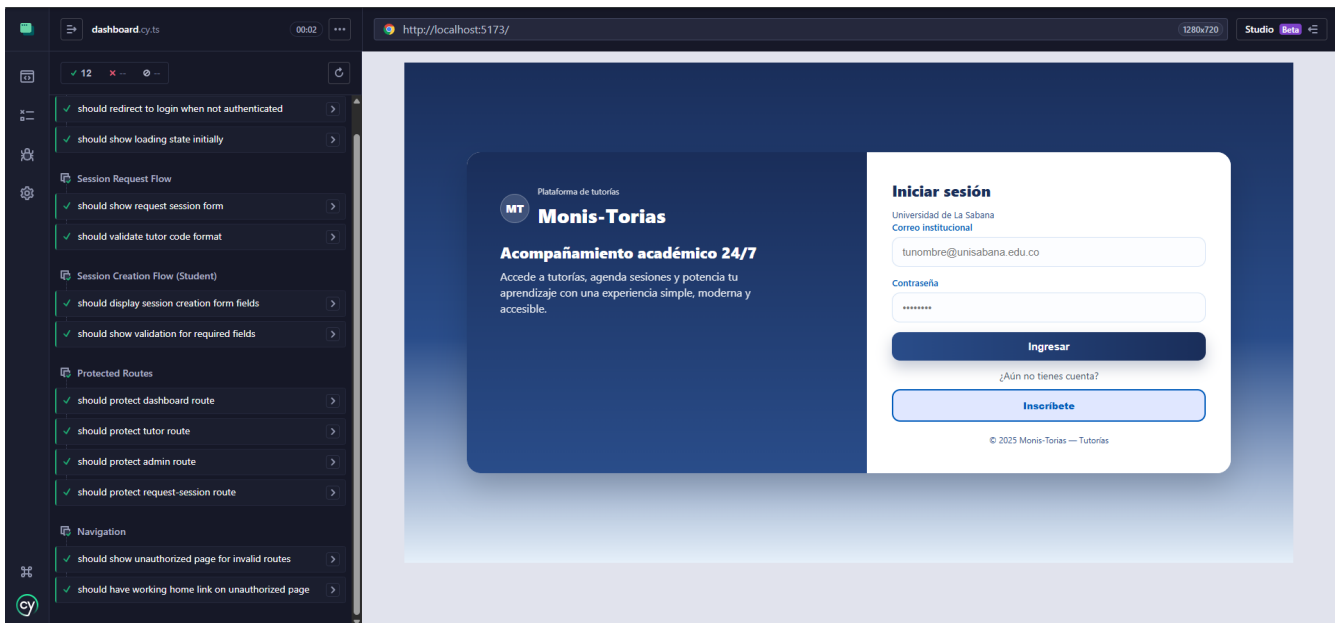 dashboard.cy.ts
00:02
http://localhost:5173/
1280x720
Studio Beta
12 -- --
should redirect to login when not authenticated
should show loading state initially
Session Request Flow
should show request session form
should validate tutor code format
Session Creation Flow (Student)
should display session creation form fields
should show validation for required fields
Protected Routes
should protect dashboard route
should protect tutor route
should protect admin route
should protect request-session route
Navigation
should show unauthorized page for invalid routes
should have working home link on unauthorized page
cy
MT
Plataforma de tutorías
Monis-Torias
Acompañamiento académico 24/7
Accede a tutorías, agenda sesiones y potencia tu
aprendizaje con una experiencia simple, moderna y
accesible.
Iniciar sesión
Universidad de La Sabana
Correo institucional
tunombre@unisabana.edu.co
Contraseña
••••••••
Ingresar
¿Aún no tienes cuenta?
Inscríbete
© 2025 Monis-Torias — Tutorías